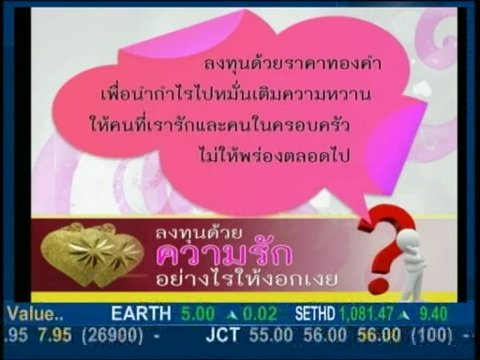 ลงทุนด้วยราคาทองคำ
เพื่อนำกำไรไปหมั่นเติมความหวาน
ให้คนที่เรารักและคนในครอบครัว
ไม่ให้พร่องตลอดไป
ลงทุนด้วย
ความรัก
อย่างไรให้งอกเงย
Value.. EARTH 5.00 ▲ 0.02 SETHD 1,081.47 ▲ 9.40
.95 7.95 (26900) - JCT 55.00 56.00 56.00 (100) -